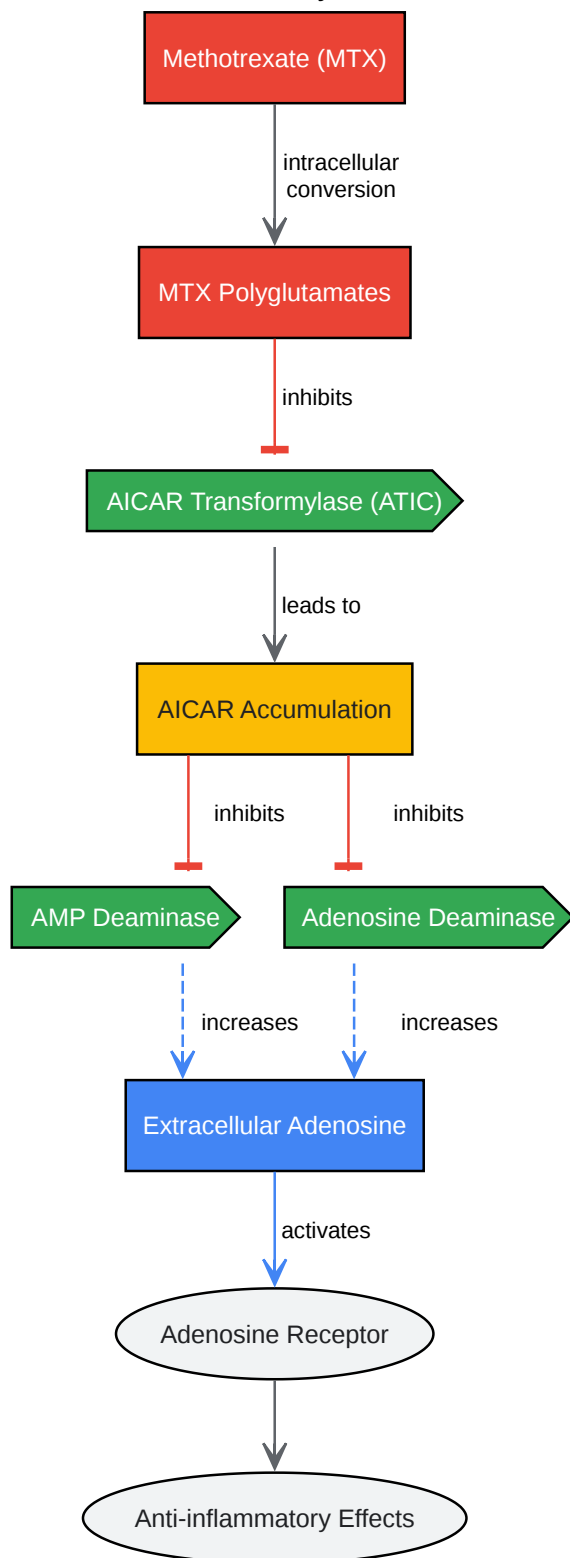 Methotrexate (MTX)
intracellular
conversion
MTX Polyglutamates
inhibits
AICAR Transformylase (ATIC)
leads to
AICAR Accumulation
inhibits
inhibits
AMP Deaminase
Adenosine Deaminase
increases
increases
Extracellular Adenosine
activates
Adenosine Receptor
Anti-inflammatory Effects